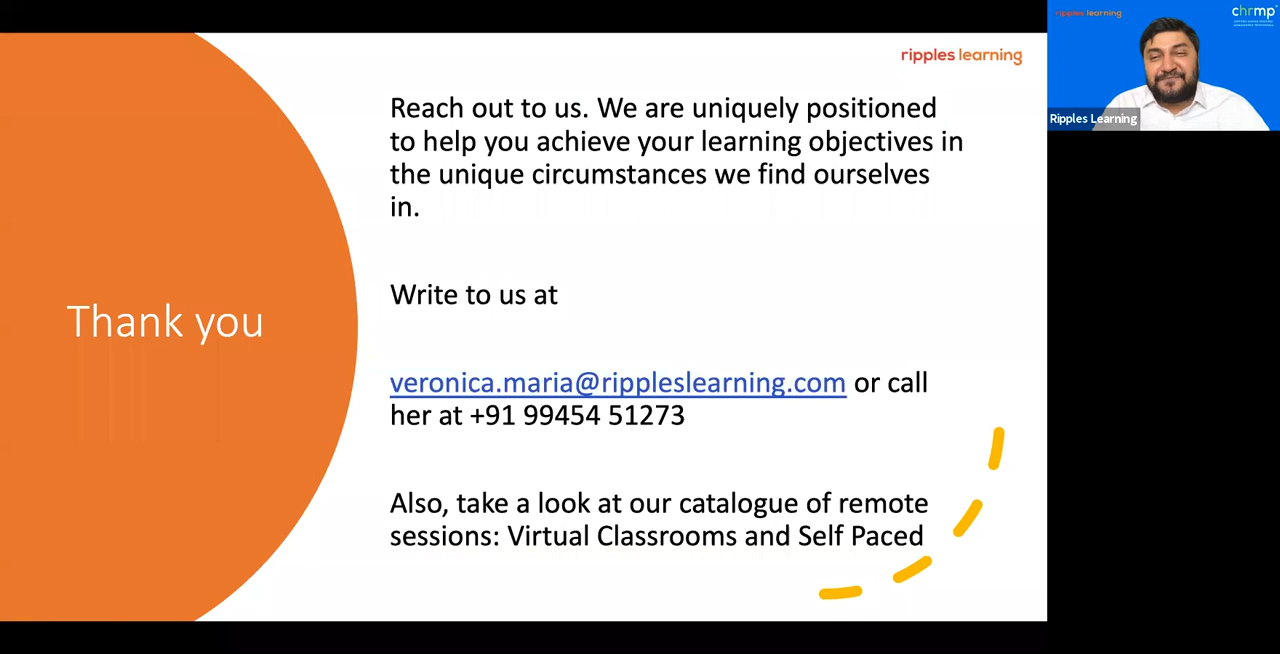 ripples learning
Reach out to us. We are uniquely positioned
to help you achieve your learning objectives in
the unique circumstances we find ourselves
in.
Thank you
Write to us at
veronica.maria@rippleslearning.com or call
her at +91 99454 51273
Also, take a look at our catalogue of remote
sessions: Virtual Classrooms and Self Paced
ripples learning
chrmp
Ripples Learning